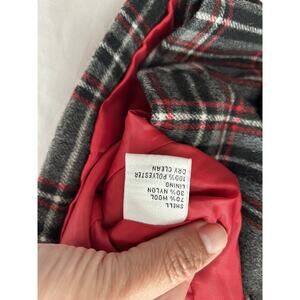 SHELL
70% WOOL
30% NYLON
LINING
100% POLYESTER
DRY CLEAN